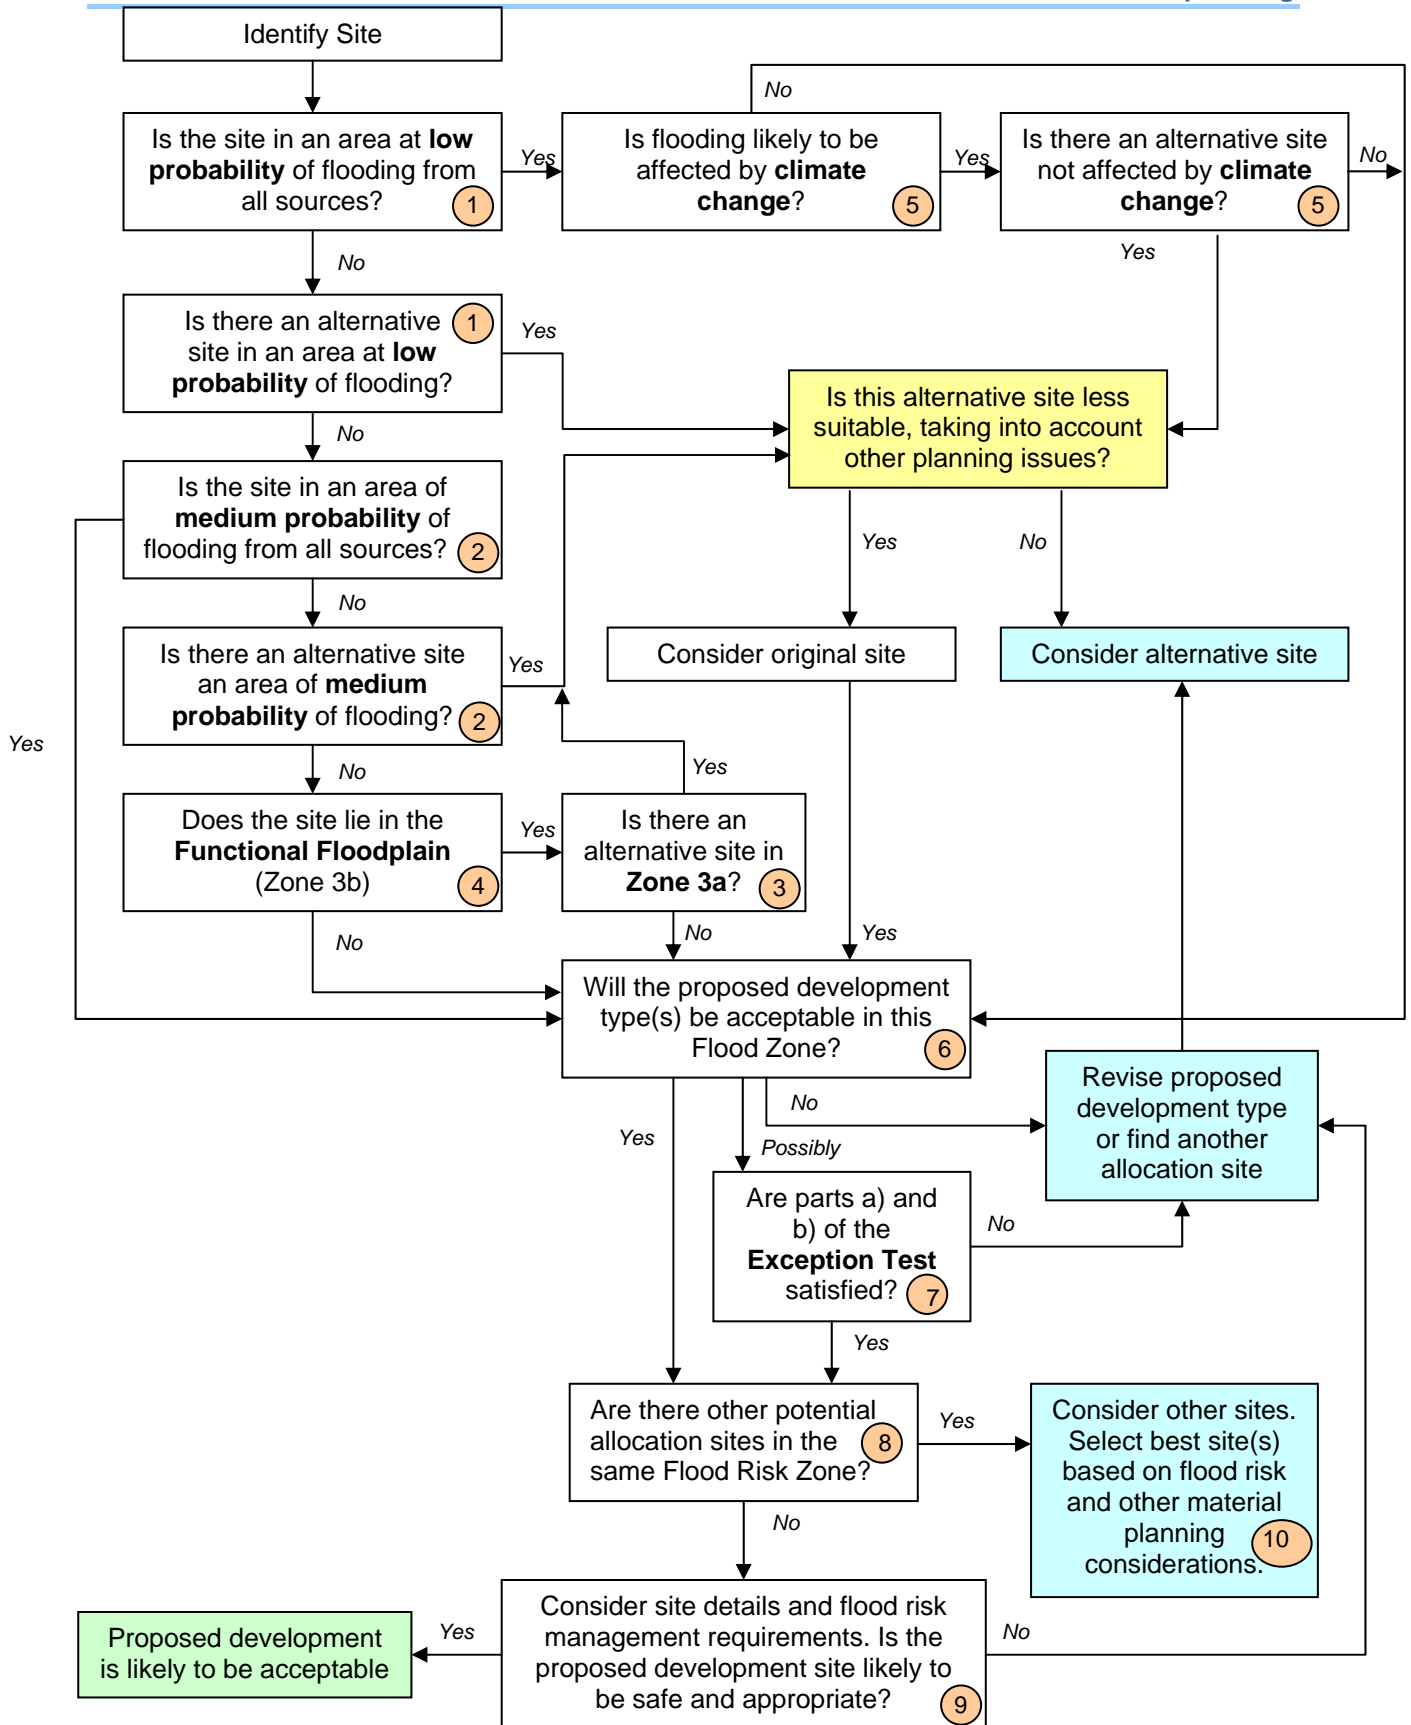 Identify Site
No
Is the site in an area at low
probability of flooding from
all sources?
1
Yes
Is flooding likely to be
affected by climate
change?
5
Yes
Is there an alternative site
not affected by climate
change?
5
No
No
Yes
Is there an alternative
site in an area at low
probability of flooding?
1
Yes
Is this alternative site less
suitable, taking into account
other planning issues?
No
Is the site in an area of
medium probability of
flooding from all sources?
2
Yes
No
No
Is there an alternative site
an area of medium
probability of flooding?
2
Yes
Consider original site
Consider alternative site
Yes
No
Yes
Does the site lie in the
Functional Floodplain
(Zone 3b)
4
Yes
Is there an
alternative site in
Zone 3a?
3
No
No
Yes
Will the proposed development
type(s) be acceptable in this
Flood Zone?
6
Revise proposed
development type
or find another
allocation site
No
Yes
Possibly
Are parts a) and
b) of the
Exception Test
satisfied?
7
No
Yes
Are there other potential
allocation sites in the
same Flood Risk Zone?
8
Yes
Consider other sites.
Select best site(s)
based on flood risk
and other material
planning
considerations.
10
No
Consider site details and flood risk
management requirements. Is the
proposed development site likely to
be safe and appropriate?
9
No
Yes
Proposed development
is likely to be acceptable